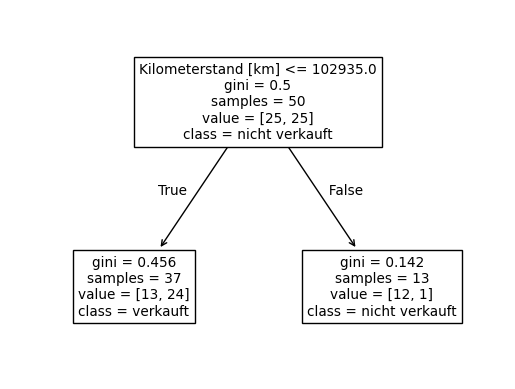 Kilometerstand [km] <= 102935.0
gini = 0.5
samples = 50
value = [25, 25]
class = nicht verkauft
True
False
gini = 0.456
samples = 37
value = [13, 24]
class = verkauft
gini = 0.142
samples = 13
value = [12, 1]
class = nicht verkauft